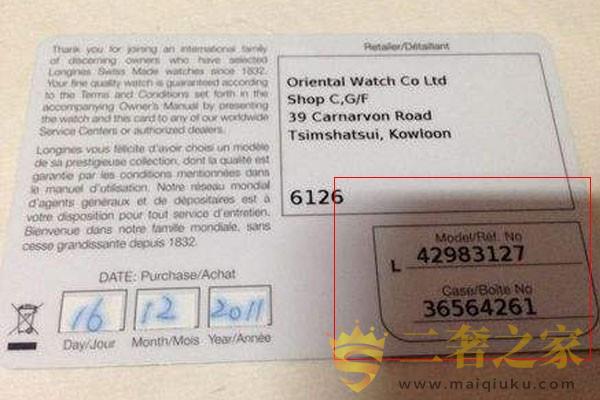 Thank you for joining an international family
of discerning owners who have selected
Longines Swiss Made watches since 1832.
Your fine quality watch is guaranteed according
to the Terms and Conditions set forth in the
accompanying Owner's Manual by presenting
the watch and this card to any of our worldwide
Service Centers or authorized dealers.
Longines vous félicite d'avoir choisi un modèle
de sa prestigieuse collection, dont la qualité est
garantie par les conditions mentionnées dans
le manuel d'utilisation. Notre réseau mondial
d'agents généraux et de dépositaires est à
votre disposition pour tout service d'entretien.
Bienvenue dans notre famille mondiale, sans
cesse grandissante depuis 1832.
DATE: Purchase/Achat
16 12 2011
Day/Jour Month/Mois Year/Année
Retailer/Détaillant
Oriental Watch Co Ltd
Shop C,G/F
39 Carnarvon Road
Tsimshatsui, Kowloon
6126
Model/Ref. No
L 42983127
Case/Boîte No
36564261
二奢之家
www.maiqiuku.com